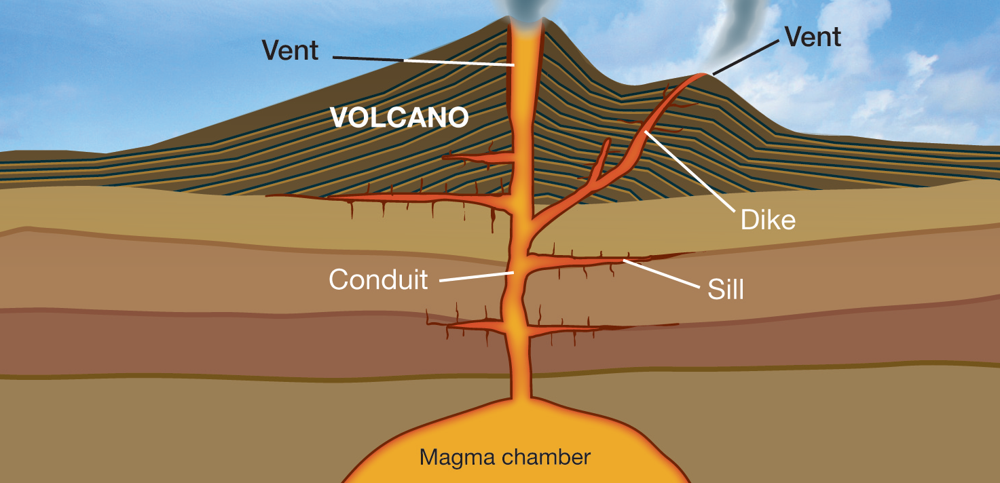 Vent
Vent
VOLCANO
Dike
Conduit
Sill
Magma chamber